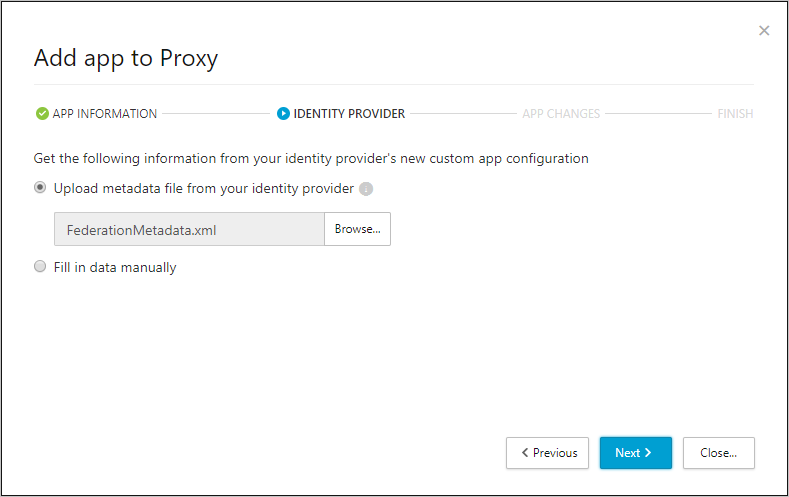 Add app to Proxy
APP INFORMATION IDENTITY PROVIDER APP CHANGES FINISH
Get the following information from your identity provider's new custom app configuration
Upload metadata file from your identity provider
FederationMetadata.xml Browse...
Fill in data manually
Previous Next Close...